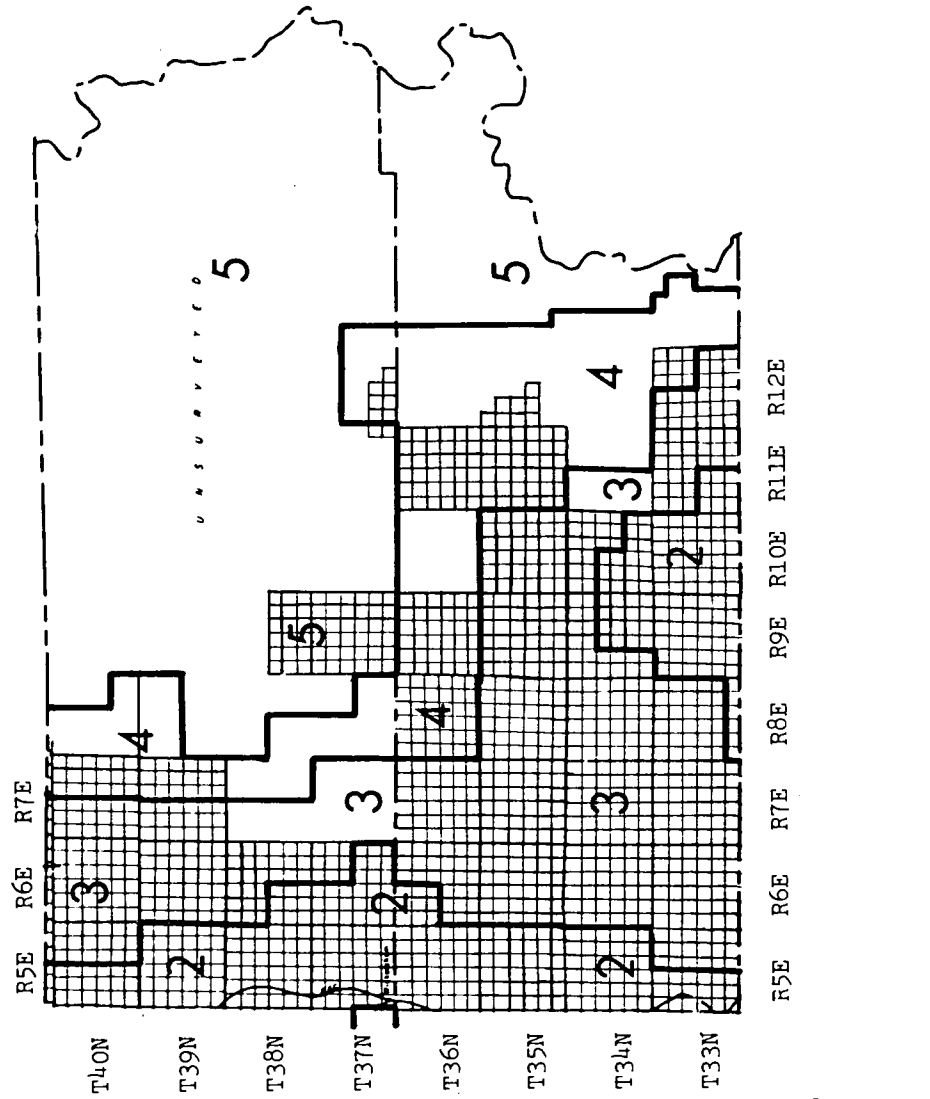 R5E R6E R7E
T40N
T39N
T38N
T37N
T36N
T35N
T34N
T33N
3
4
2
5
UNSURVEYED
5
3
5
2
4
2
3
3
4
2
R5E R6E R7E R8E R9E R10E R11E R12E